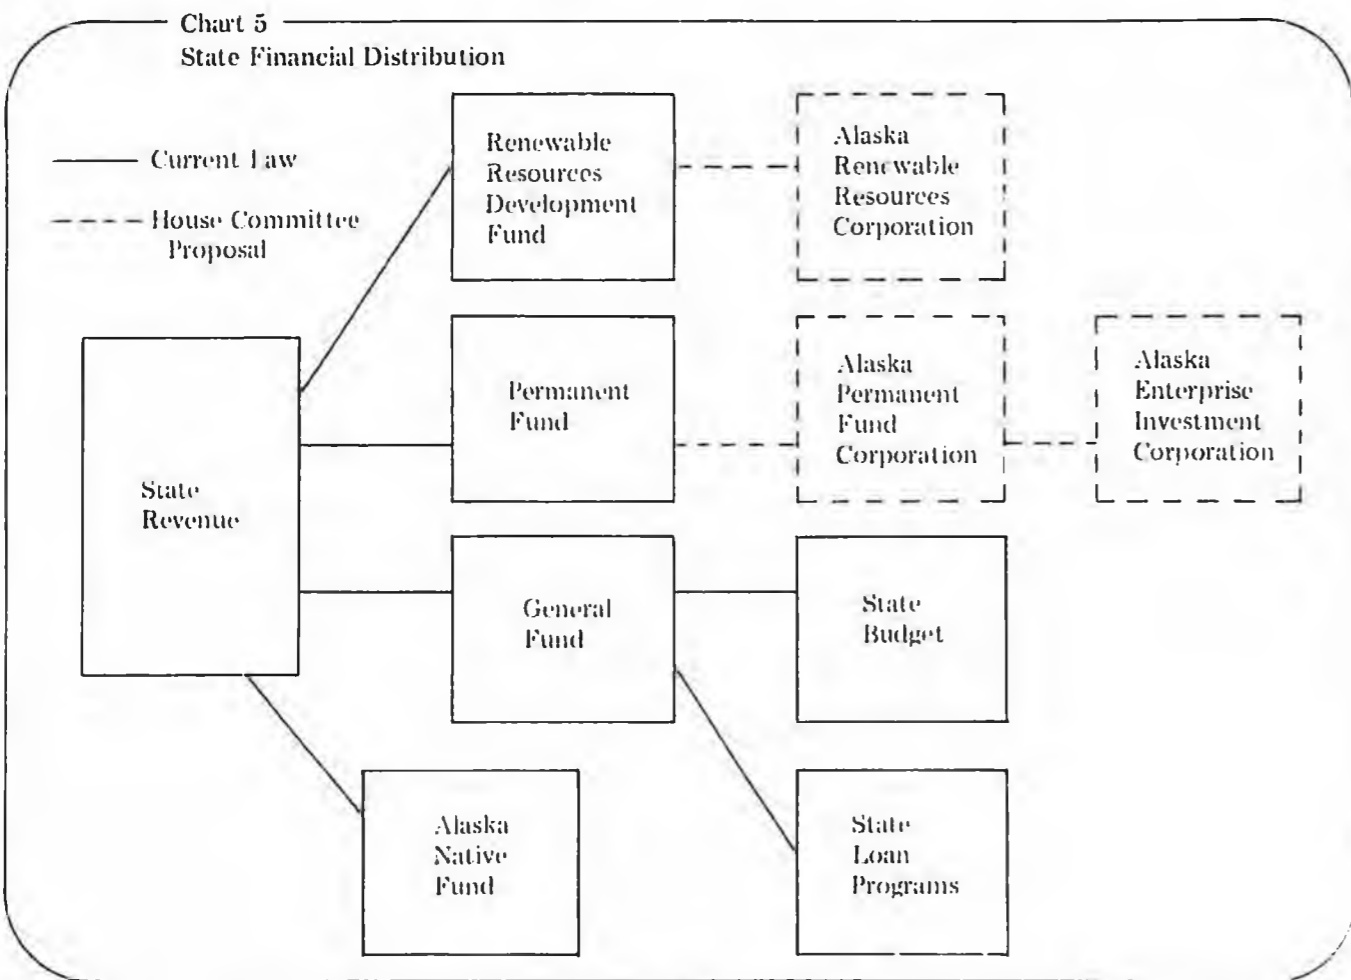 Chart 5
State Financial Distribution
Current Law
House Committee
Proposal
Renewable
Resources
Development
Fund
Alaska
Renewable
Resources
Corporation
Permanent
Fund
Alaska
Permanent
Fund
Corporation
Alaska
Enterprise
Investment
Corporation
State
Revenue
General
Fund
State
Budget
Alaska
Native
Fund
State
Loan
Programs